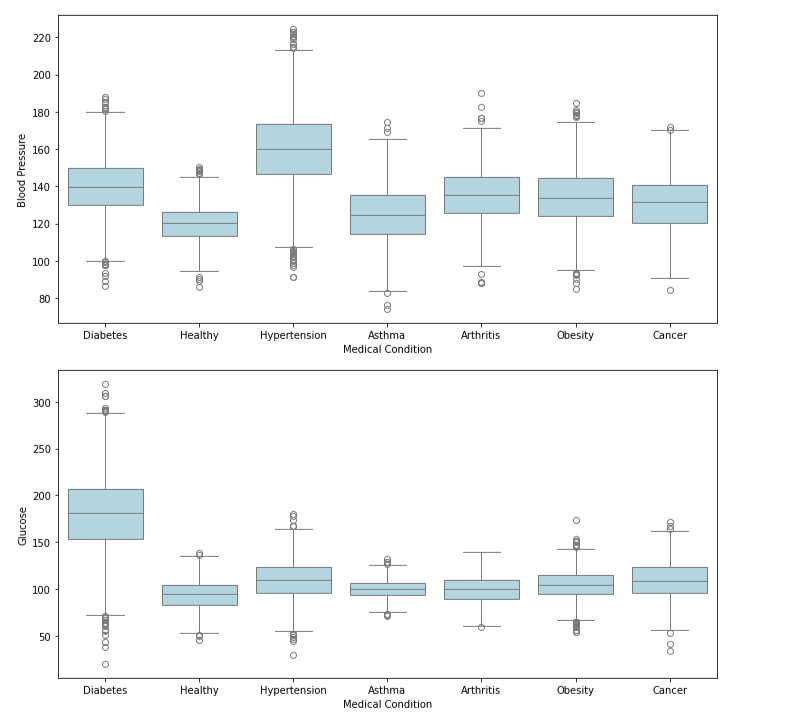 220
200
180
160
140
120
100
80
Blood Pressure
Diabetes Healthy Hypertension Asthma Arthritis Obesity Cancer
Medical Condition
300
250
200
150
100
50
Glucose
Diabetes Healthy Hypertension Asthma Arthritis Obesity Cancer
Medical Condition